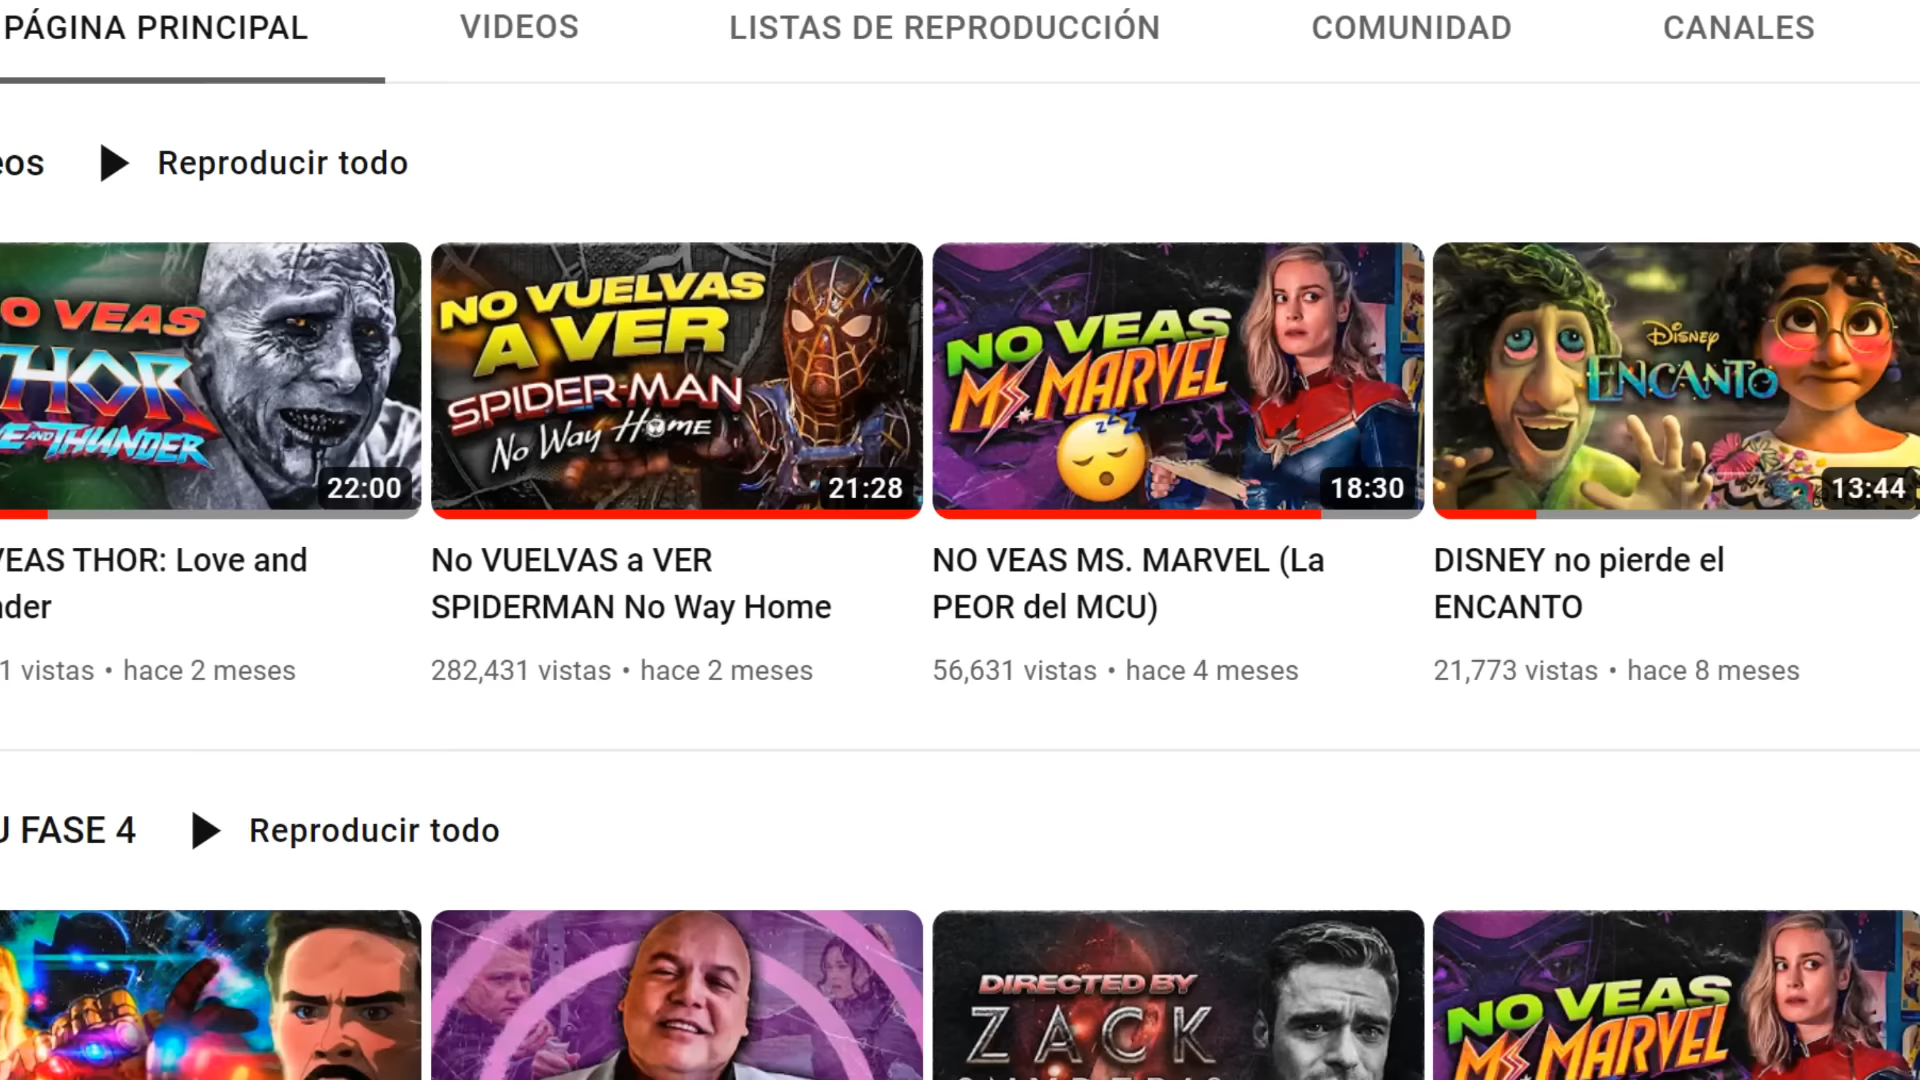 PÁGINA PRINCIPAL
VIDEOS
LISTAS DE REPRODUCCIÓN
COMUNIDAD
CANALES
Reproducir todo
O VEAS
THOR
THUNDER
22:00
NO VUELVAS
A VER
SPIDER-MAN
No Way Home
21:28
NO VEAS
Ms. MARVEL
zzz
18:30
DISNEY
ENCANTO
13:44
VEAS THOR: Love and
nder
1 vistas • hace 2 meses
No VUELVAS a VER
SPIDERMAN No Way Home
282,431 vistas • hace 2 meses
NO VEAS MS. MARVEL (La
PEOR del MCU)
56,631 vistas • hace 4 meses
DISNEY no pierde el
ENCANTO
21,773 vistas • hace 8 meses
FASE 4
Reproducir todo
DIRECTED BY
ZACK
NO VEAS
Ms MARVEL